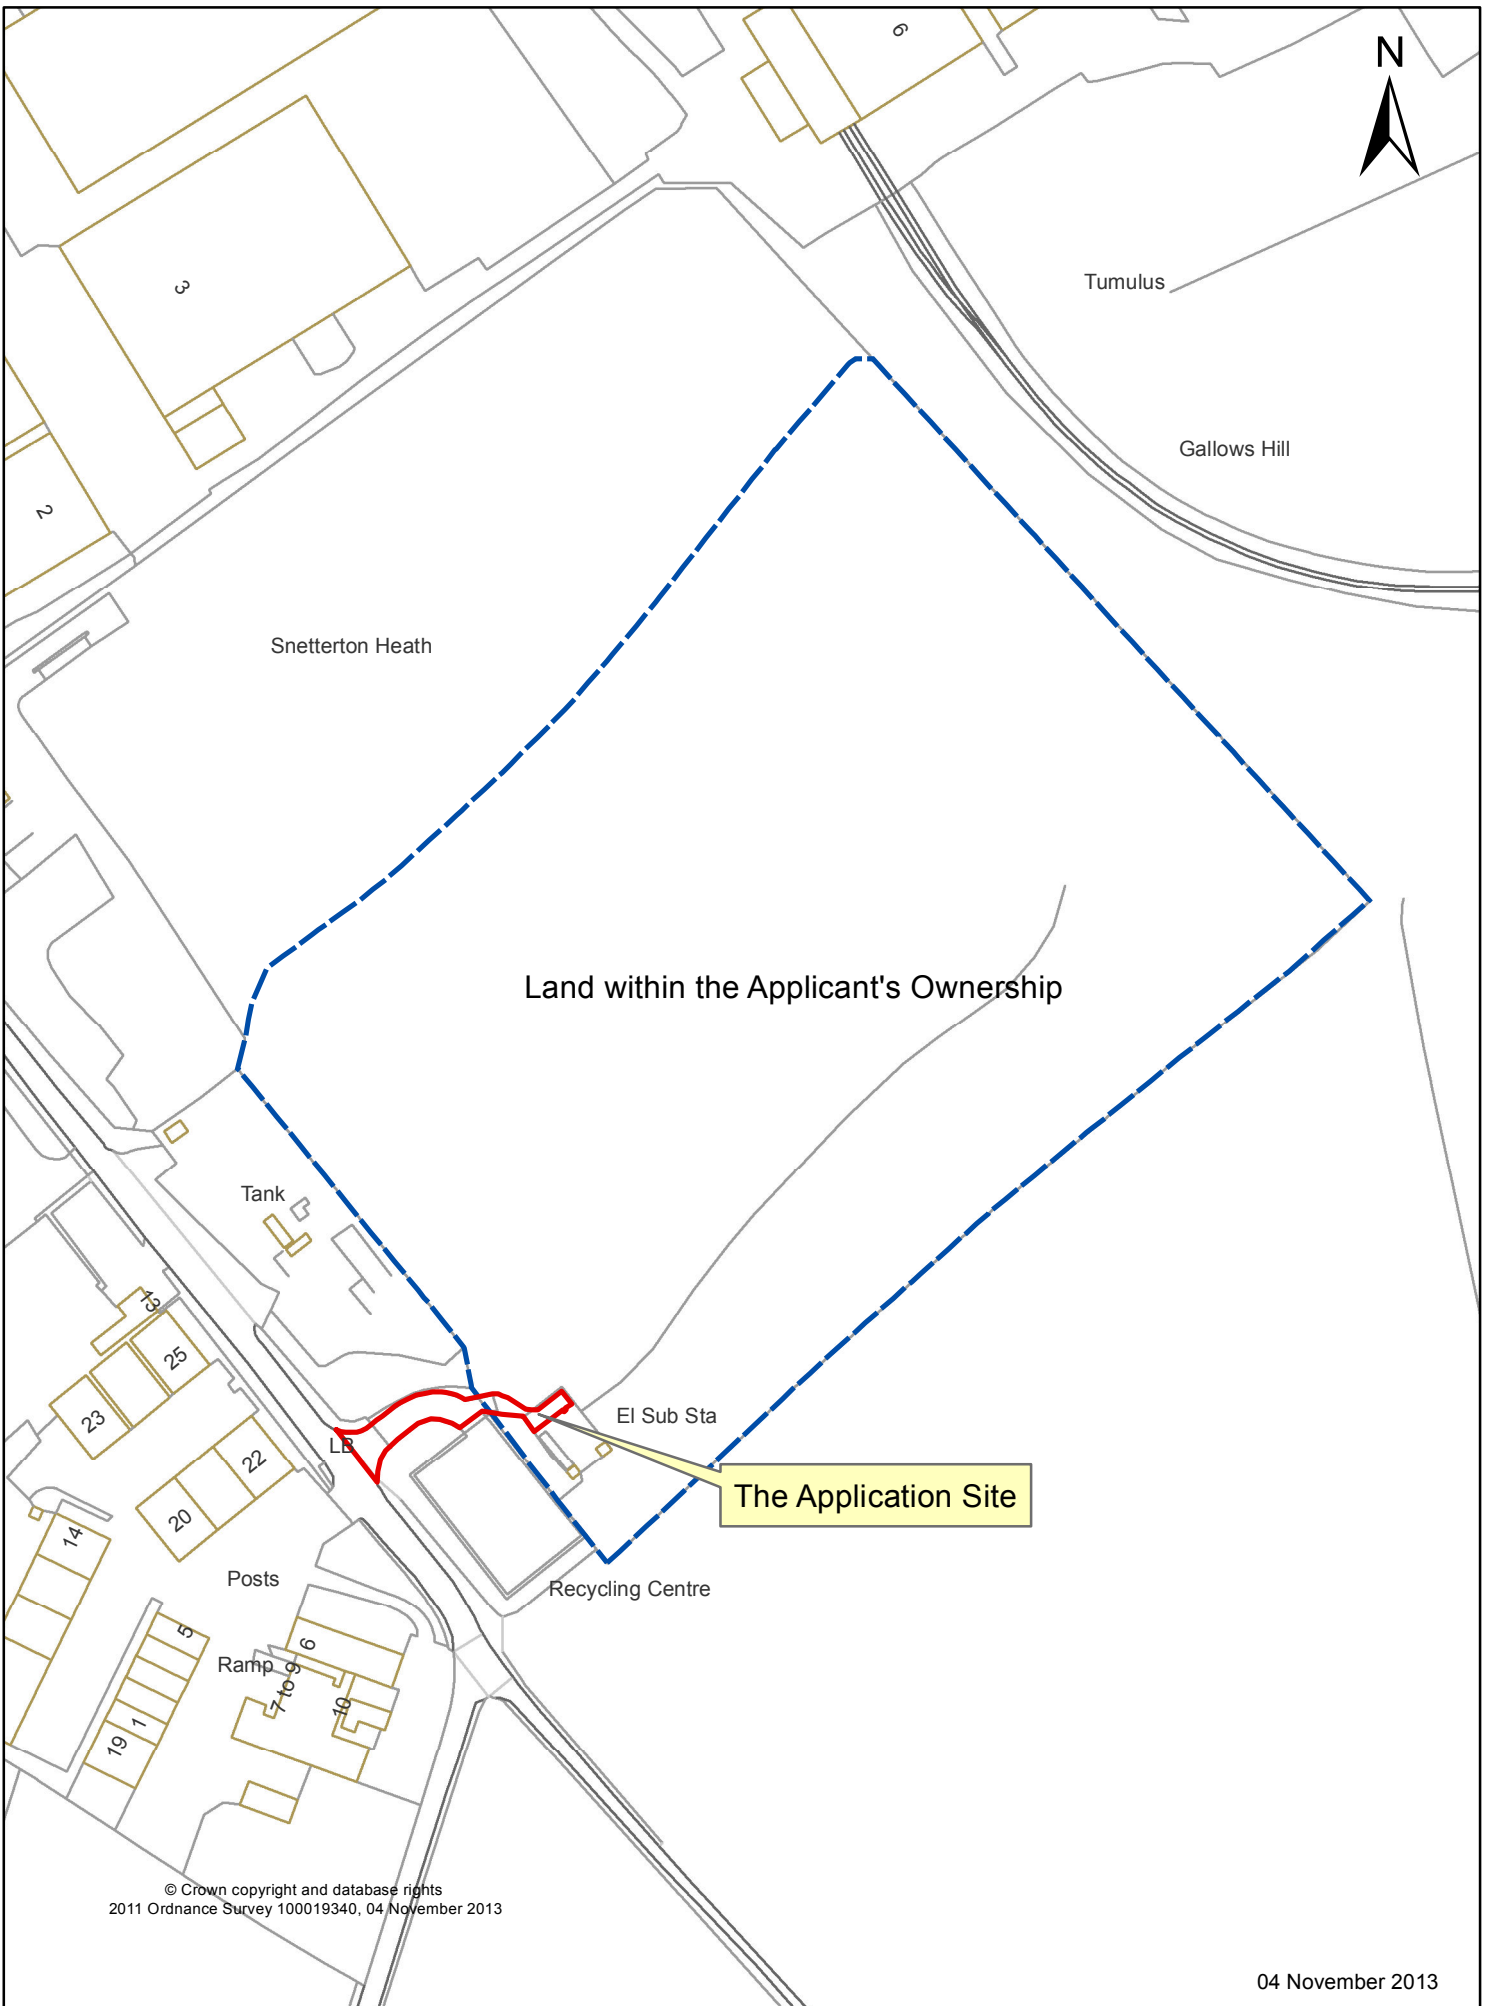 6
N
3
Tumulus
Gallows Hill
2
Snetterton Heath
Land within the Applicant's Ownership
Tank
13
25
23
El Sub Sta
LB
22
The Application Site
20
14
Posts
Recycling Centre
5
6
Ramp
7 to 9
10
1
19
© Crown copyright and database rights
2011 Ordnance Survey 100019340, 04 November 2013
04 November 2013